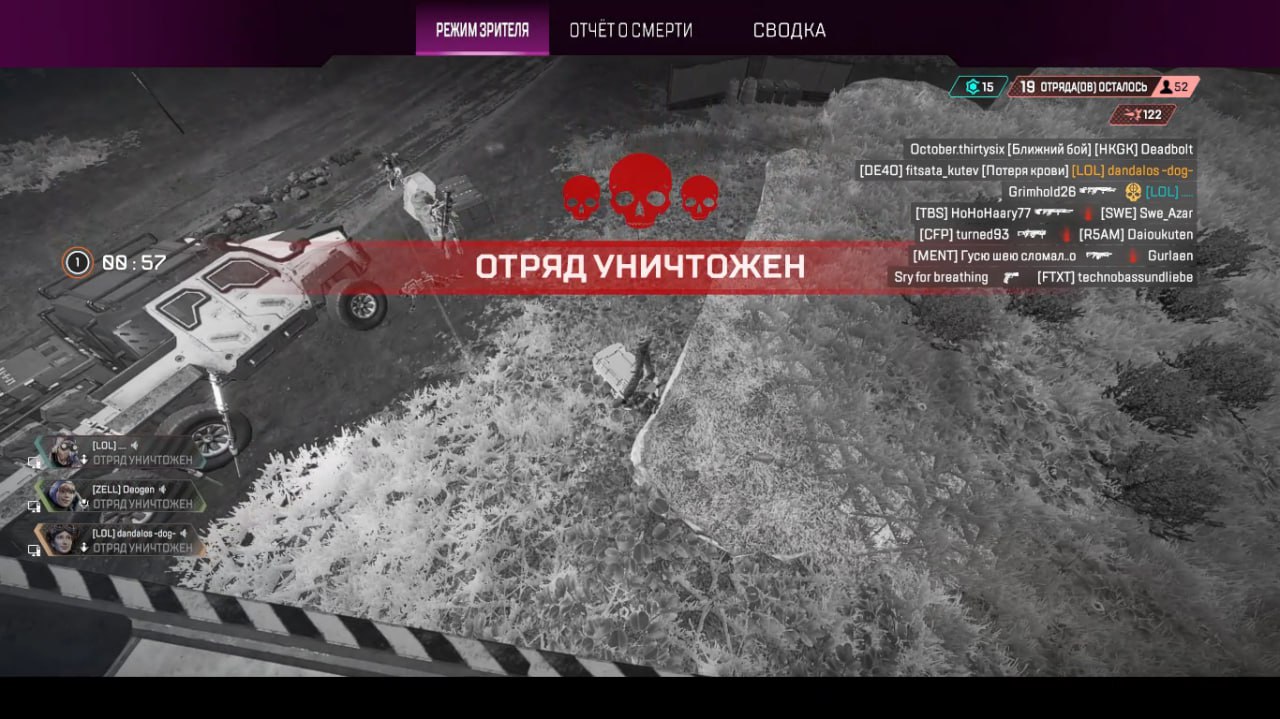 РЕЖИМ ЗРИТЕЛЯ ОТЧЁТ О СМЕРТИ СВОДКА
15 19 ОТРЯДА(ОВ) ОСТАЛОСЬ 52
122
October.thirtysix [Ближний бой] [HKGK] Deadbolt
[DE4O] fitsata_kutev [Потеря крови] [LOL] dandalos -dog-
Grimhold26 [LOL] ....
[TBS] HoHoHaary77 [SWE] Swe_Azar
[CFP] turned93 [R5AM] Daioukuten
[MENT] Гусю шею сломал..о Gurlaen
Sry for breathing [FTXT] technobassundliebe
1 00:57
ОТРЯД УНИЧТОЖЕН
[LOL] ....
ОТРЯД УНИЧТОЖЕН
[ZELL] Deogen
ОТРЯД УНИЧТОЖЕН
[LOL] dandalos -dog-
ОТРЯД УНИЧТОЖЕН